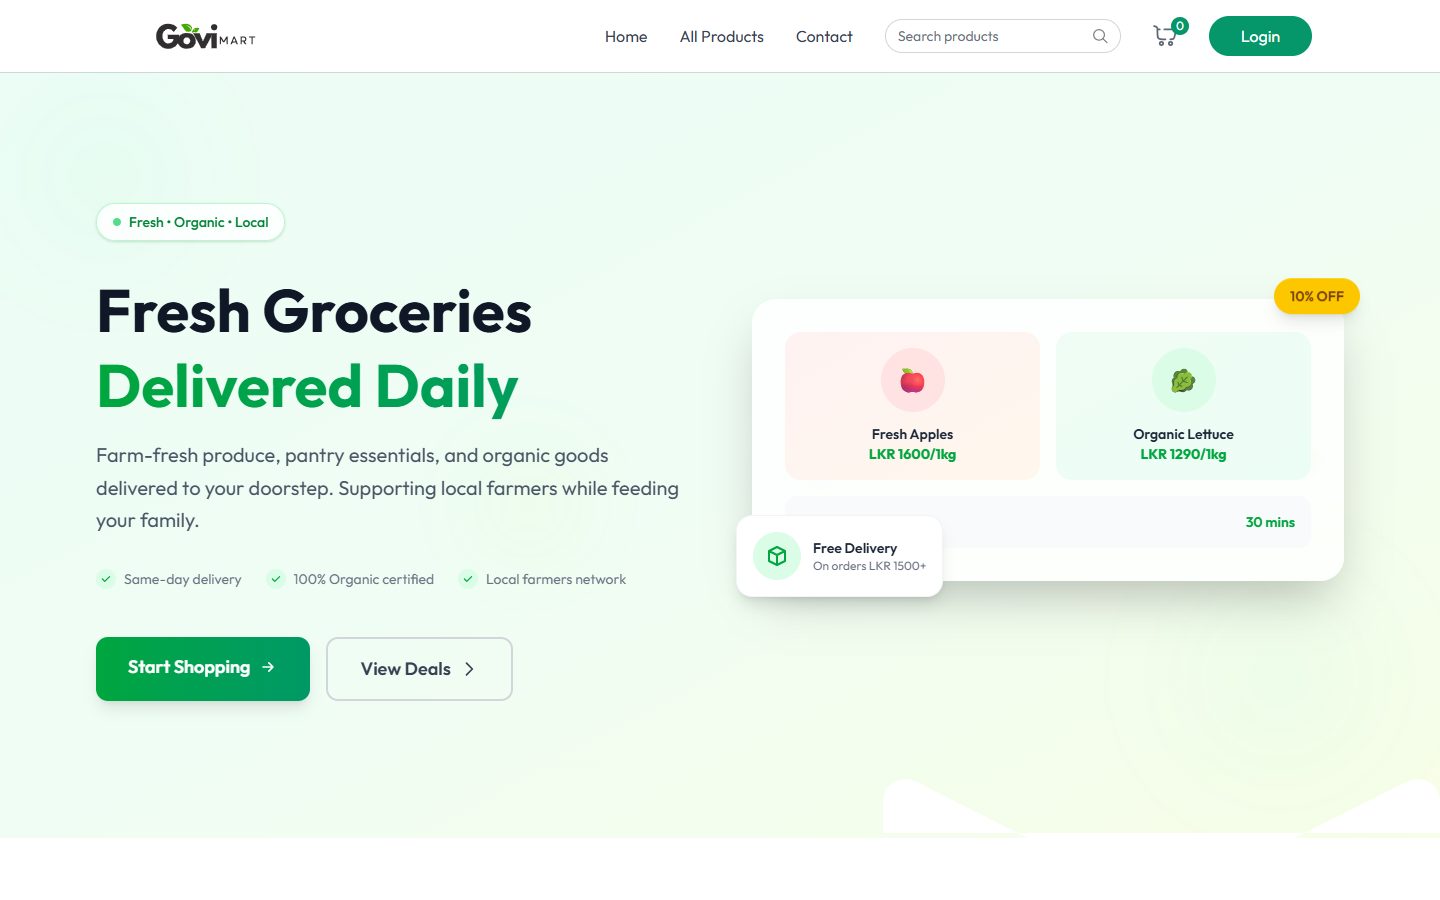 Govi MART
Home
All Products
Contact
Search products
0
Login
Fresh • Organic • Local
Fresh Groceries
Delivered Daily
Farm-fresh produce, pantry essentials, and organic goods
delivered to your doorstep. Supporting local farmers while feeding
your family.
Same-day delivery
100% Organic certified
Local farmers network
Start Shopping
View Deals
10% OFF
Fresh Apples
LKR 1600/1kg
Organic Lettuce
LKR 1290/1kg
30 mins
Free Delivery
On orders LKR 1500+